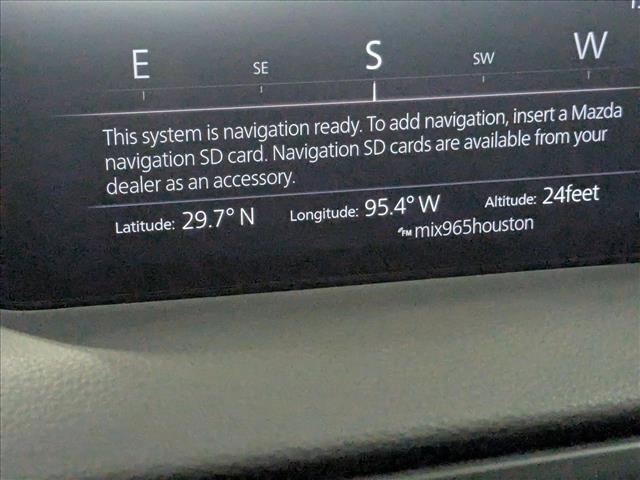 E SE S SW W
This system is navigation ready. To add navigation, insert a Mazda
navigation SD card. Navigation SD cards are available from your
dealer as an accessory.
Latitude: 29.7° N Longitude: 95.4° W Altitude: 24feet
FM mix965houston